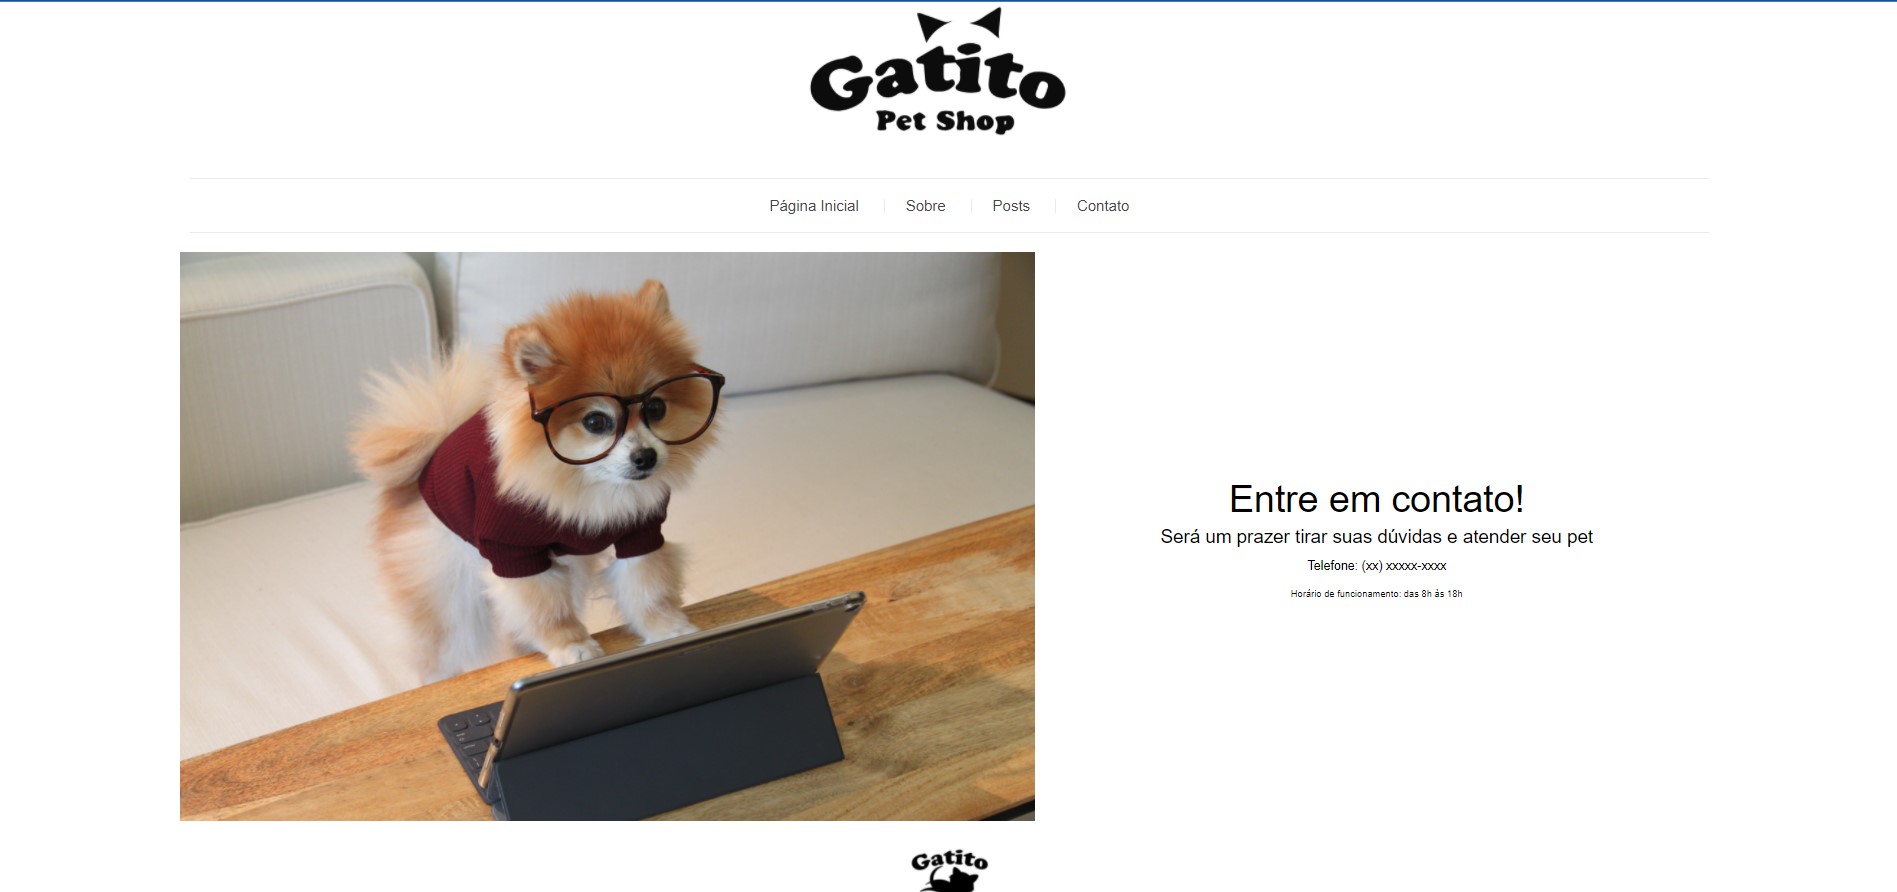 Gatito
Pet Shop
Página Inicial
Sobre
Posts
Contato
Entre em contato!
Será um prazer tirar suas dúvidas e atender seu pet
Telefone: (xx) xxxxx-xxxx
Horário de funcionamento: das 8h ás 18h
Gatito